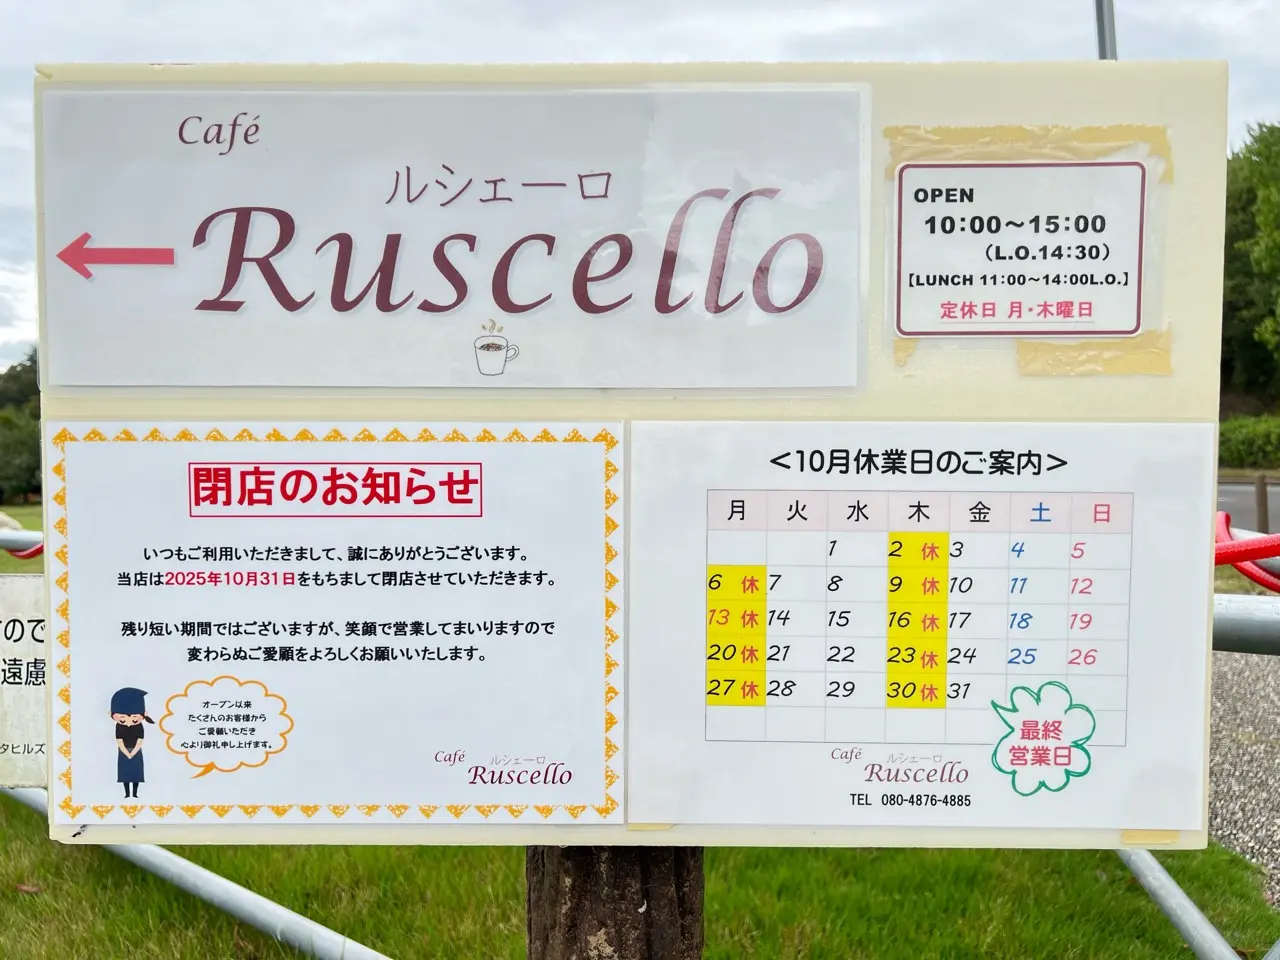 Café
ルシェーロ
Ruscello
OPEN
10:00～15:00
（L.O.14:30）
【LUNCH 11:00～14:00L.O.】
定休日 月・木曜日
閉店のお知らせ
いつもご利用いただきまして、誠にありがとうございます。
当店は2025年10月31日をもちまして閉店させていただきます。
残り短い期間ではございますが、笑顔で営業してまいりますので
変わらぬご愛顧をよろしくお願いいたします。
オープン以来
たくさんのお客様から
ご愛顧いただき
心より御礼申し上げます。
Café ルシェーロ
Ruscello
<10月休業日のご案内>
月 火 水 木 金 土 日
1 2 休 3 4 5
6 休 7 8 9 休 10 11 12
13 休 14 15 16 休 17 18 19
20 休 21 22 23 休 24 25 26
27 休 28 29 30 休 31
最終
営業日
Café ルシェーロ
Ruscello
TEL 080-4876-4885
ので
遠慮
タヒルズ